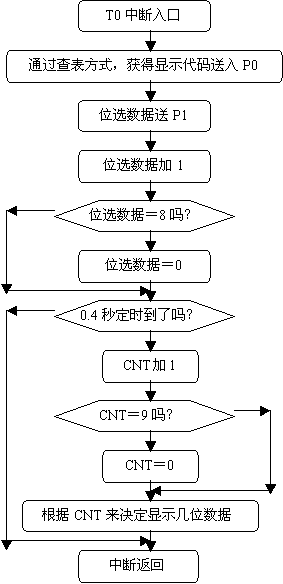 T0 中断入口
通过查表方式，获得显示代码送入 P0
位选数据送 P1
位选数据加 1
位选数据＝8 吗？
位选数据＝0
0.4 秒定时到了吗？
CNT 加 1
CNT＝9 吗？
CNT＝0
根据 CNT 来决定显示几位数据
中断返回